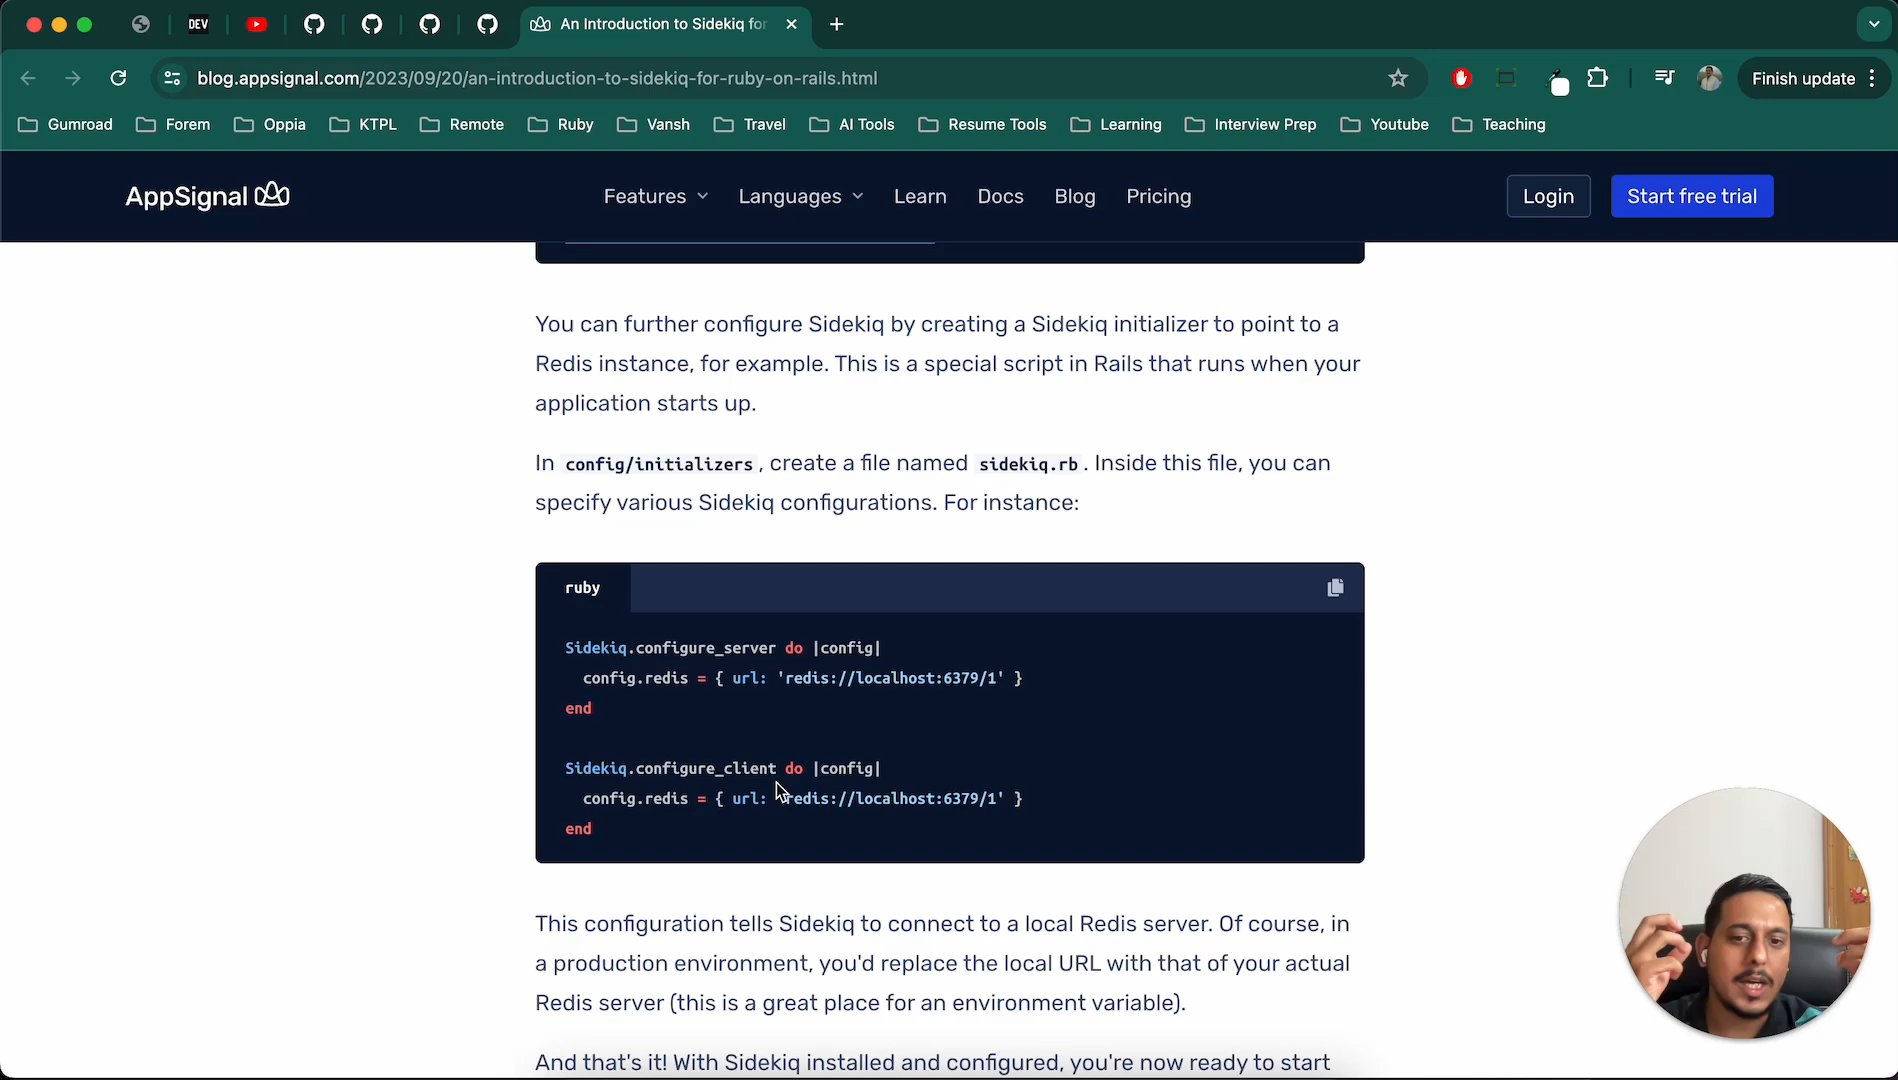 DEV
An Introduction to Sidekiq for
blog.appsignal.com/2023/09/20/an-introduction-to-sidekiq-for-ruby-on-rails.html
Finish update
Gumroad Forem Oppia KTPL Remote Ruby Vansh Travel AI Tools Resume Tools Learning Interview Prep Youtube Teaching
AppSignal Features Languages Learn Docs Blog Pricing Login Start free trial
You can further configure Sidekiq by creating a Sidekiq initializer to point to a
Redis instance, for example. This is a special script in Rails that runs when your
application starts up.
In config/initializers, create a file named sidekiq.rb. Inside this file, you can
specify various Sidekiq configurations. For instance:
ruby
Sidekiq.configure_server do |config|
config.redis = { url: 'redis://localhost:6379/1' }
end
Sidekiq.configure_client do |config|
config.redis = { url: 'redis://localhost:6379/1' }
end
This configuration tells Sidekiq to connect to a local Redis server. Of course, in
a production environment, you'd replace the local URL with that of your actual
Redis server (this is a great place for an environment variable).
And that's it! With Sidekiq installed and configured, you're now ready to start